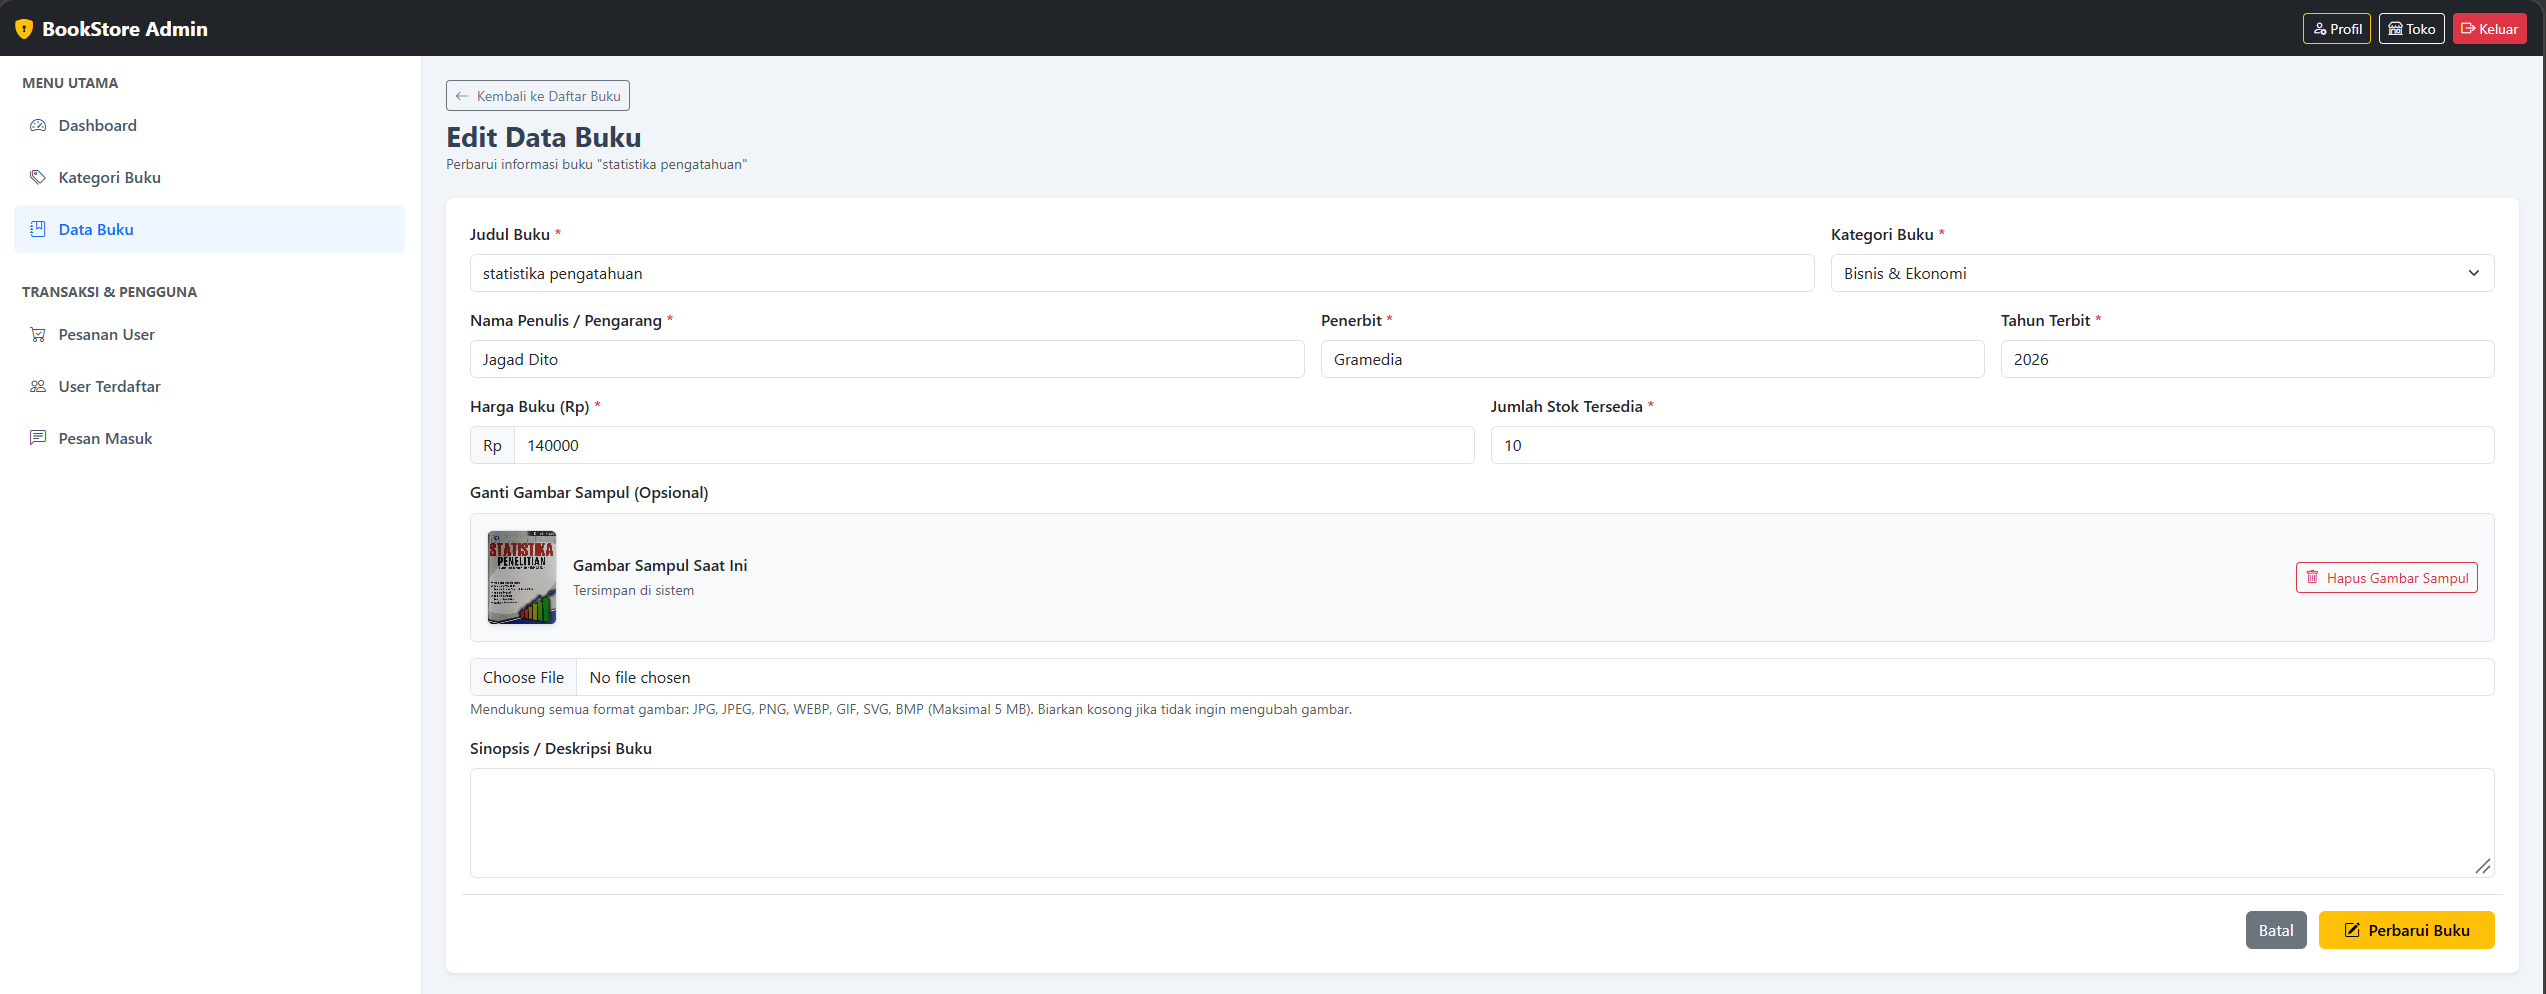 BookStore Admin
Profil
Toko
Keluar
MENU UTAMA
Dashboard
Kategori Buku
Data Buku
TRANSAKSI & PENGGUNA
Pesanan User
User Terdaftar
Pesan Masuk
Kembali ke Daftar Buku
Edit Data Buku
Perbarui informasi buku "statistika pengatahuan"
Judul Buku *
Kategori Buku *
statistika pengatahuan
Bisnis & Ekonomi
Nama Penulis / Pengarang *
Penerbit *
Tahun Terbit *
Jagad Dito
Gramedia
2026
Harga Buku (Rp) *
Jumlah Stok Tersedia *
Rp 140000
10
Ganti Gambar Sampul (Opsional)
STATISTIKA
PENELITIAN
Gambar Sampul Saat Ini
Tersimpan di sistem
Hapus Gambar Sampul
Choose File No file chosen
Mendukung semua format gambar: JPG, JPEG, PNG, WEBP, GIF, SVG, BMP (Maksimal 5 MB). Biarkan kosong jika tidak ingin mengubah gambar.
Sinopsis / Deskripsi Buku
Batal
Perbarui Buku